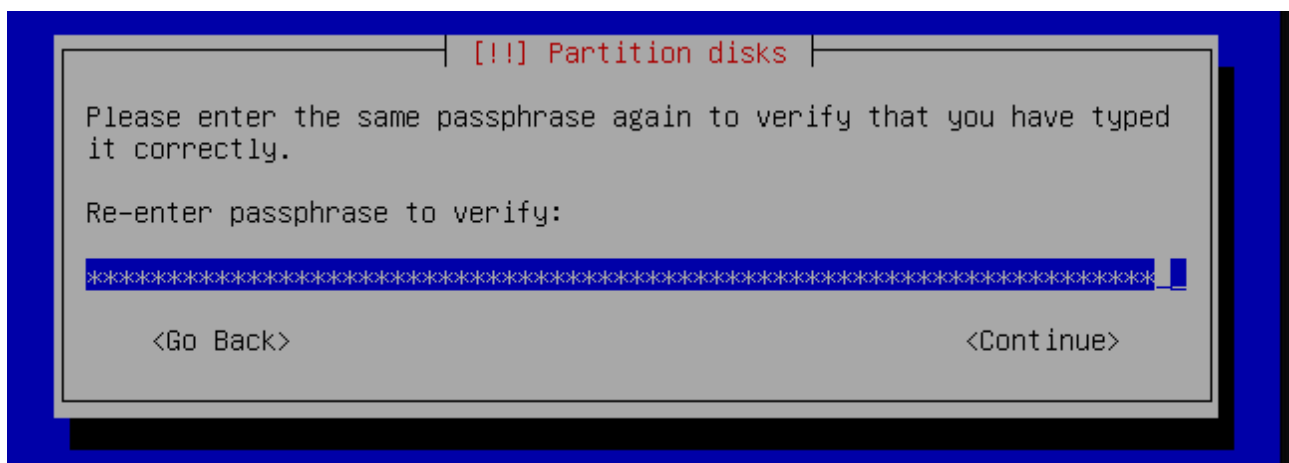 [!!] Partition disks
Please enter the same passphrase again to verify that you have typed
it correctly.
Re-enter passphrase to verify:
*******************************************************************__
<Go Back> <Continue>